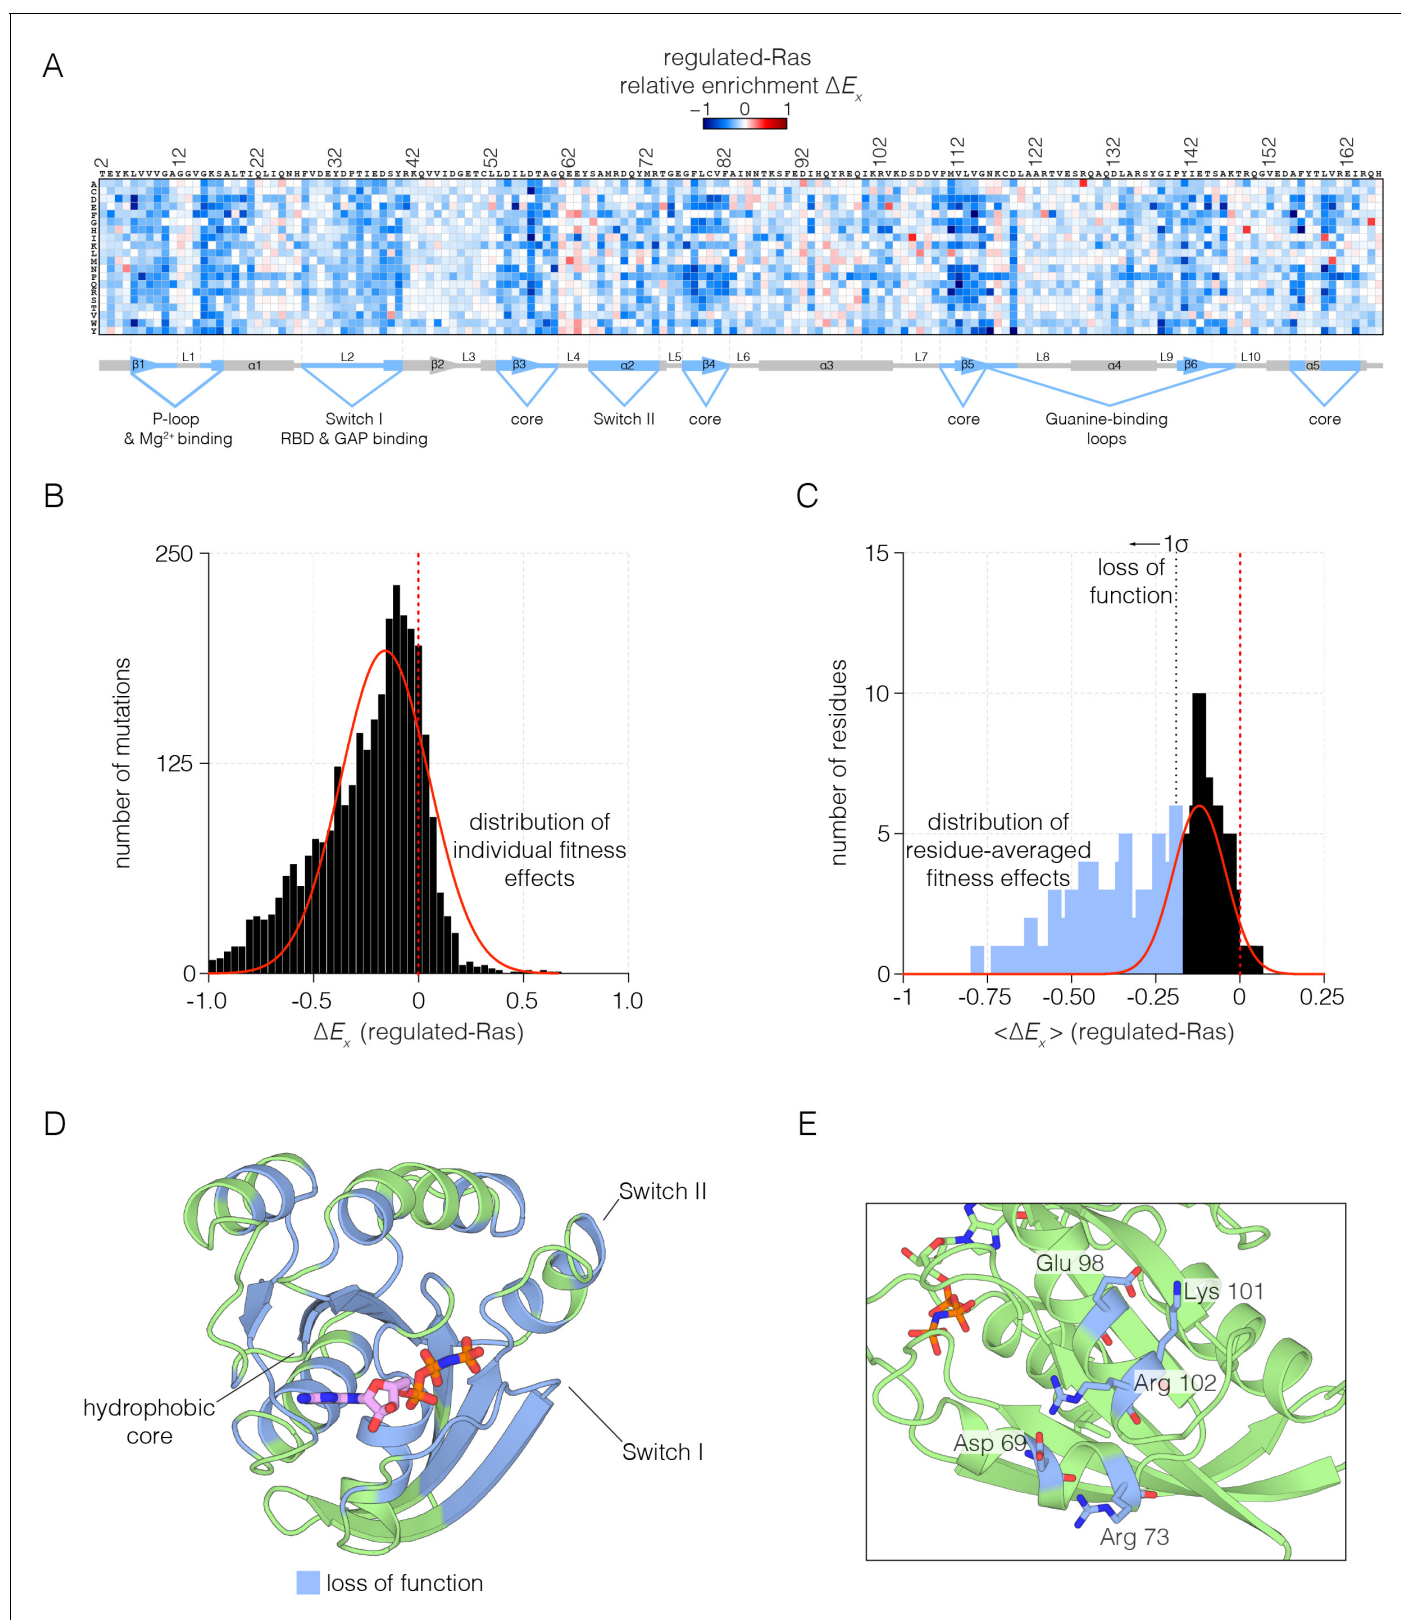 A
regulated-Ras
relative enrichment ΔEx
−1 0 1
2 12 22 32 42 52 62 72 82 92 102 112 122 132 142 152 162
A
C
D
E
F
G
H
I
K
L
M
N
P
Q
R
S
T
V
W
Y
β1 L1 α1 L2 β2 L3 β3 L4 α2 L5 β4 L6 α3 L7 β5 L8 α4 L9 β6 L10 α5
P-loop
& Mg²⁺ binding
Switch I
RBD & GAP binding
core
Switch II
core
core
Guanine-binding
loops
core
B
250
125
0
number of mutations
distribution of
individual fitness
effects
-1.0 -0.5 0 0.5 1.0
ΔEx (regulated-Ras)
C
15
10
5
0
number of residues
← 1σ
loss of
function
distribution of
residue-averaged
fitness effects
-1 -0.75 -0.50 -0.25 0 0.25
<ΔEx> (regulated-Ras)
D
Switch II
hydrophobic
core
Switch I
loss of function
E
Glu 98
Lys 101
Arg 102
Asp 69
Arg 73